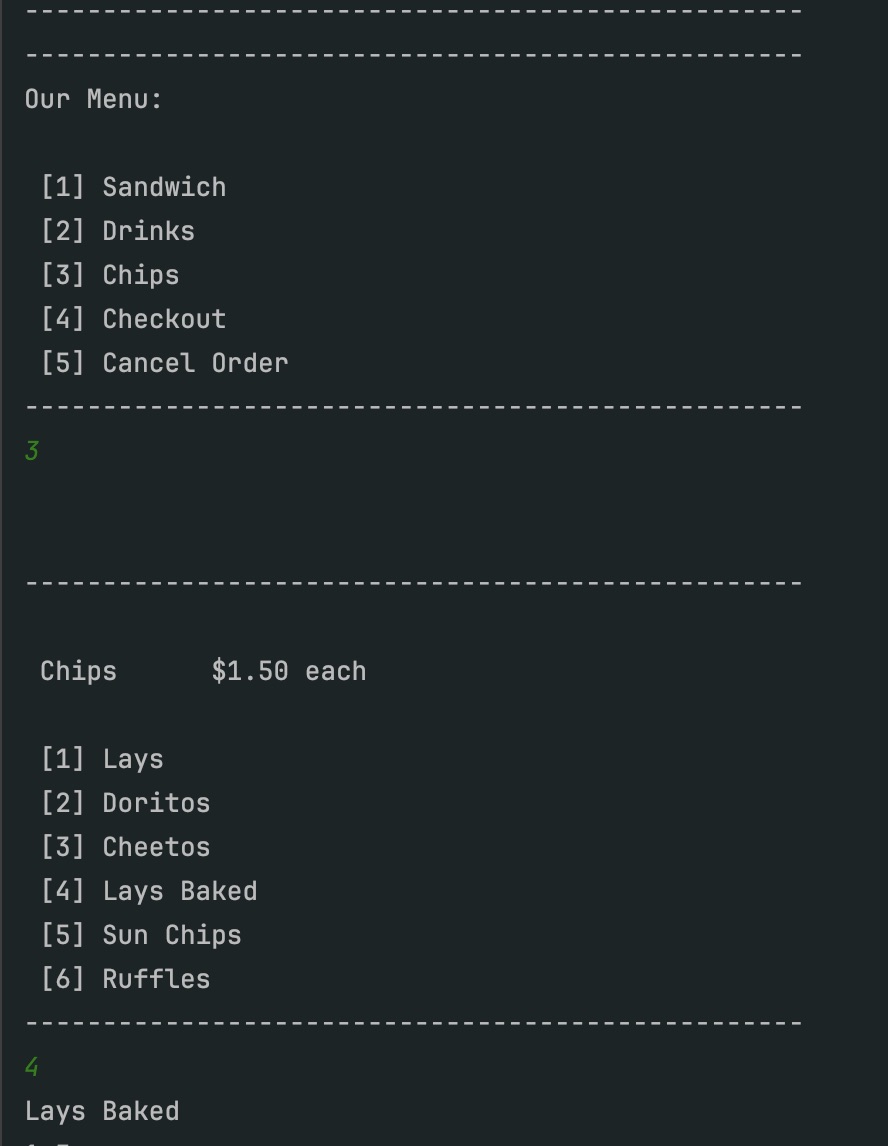 --------------------------------------------------
--------------------------------------------------
Our Menu:
[1] Sandwich
[2] Drinks
[3] Chips
[4] Checkout
[5] Cancel Order
--------------------------------------------------
3
--------------------------------------------------
Chips      $1.50 each
[1] Lays
[2] Doritos
[3] Cheetos
[4] Lays Baked
[5] Sun Chips
[6] Ruffles
--------------------------------------------------
4
Lays Baked